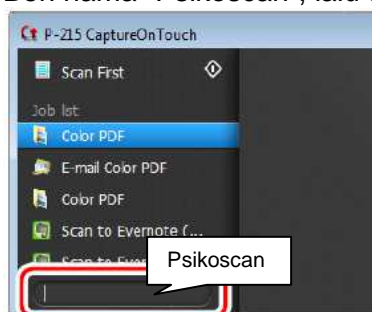 P-215 CaptureOnTouch
Scan First
Job list
Color PDF
E-mail Color PDF
Color PDF
Scan to Evernote (...
Psikoscan